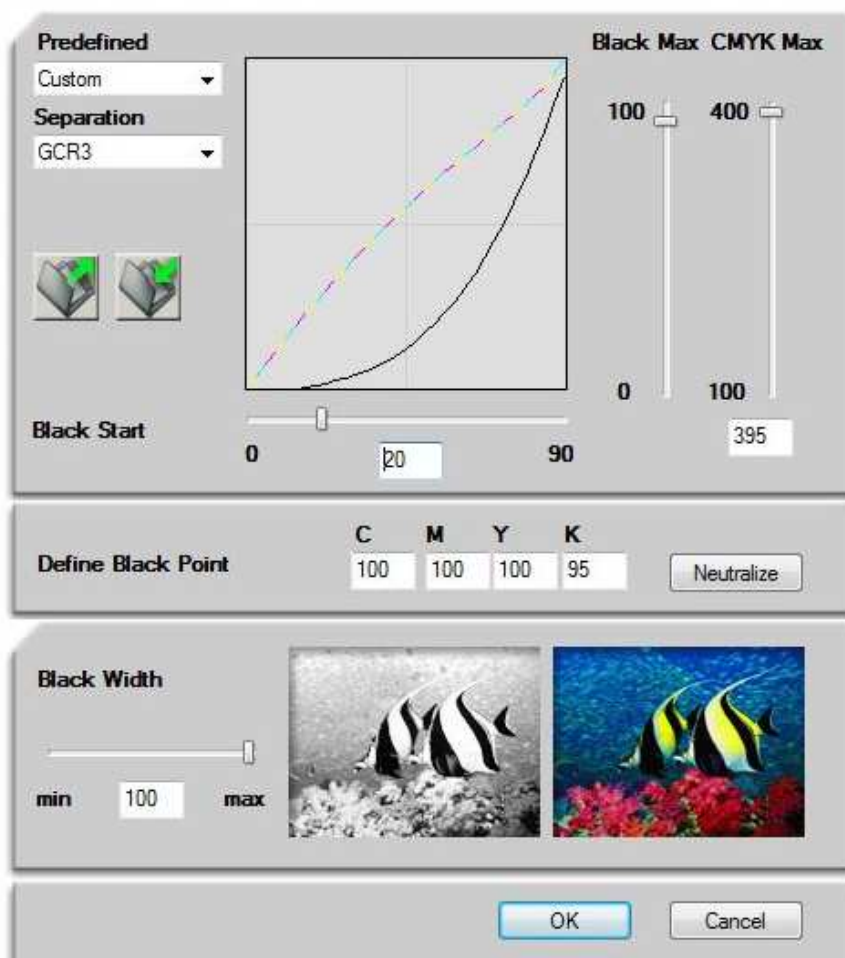 Predefined
Custom
Separation
GCR3
Black Max CMYK Max
100 400
0 100
395
Black Start
0 20 90
C M Y K
Define Black Point 100 100 100 95 Neutralize
Black Width
min 100 max
OK Cancel